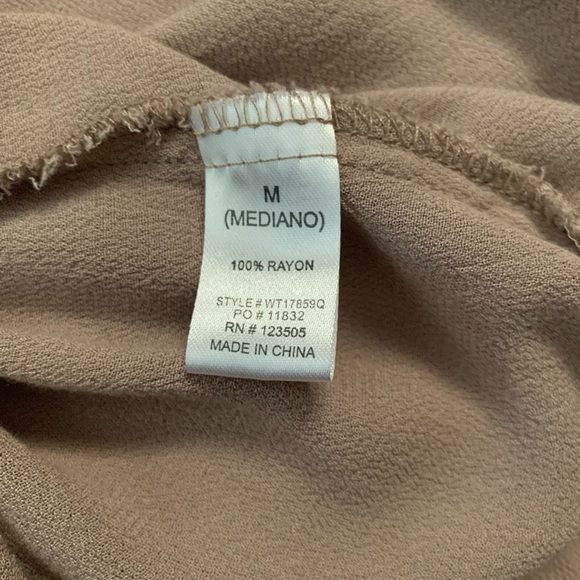 M
(MEDIANO)
100% RAYON
STYLE # WT17859Q
PO # 11832
RN # 123505
MADE IN CHINA